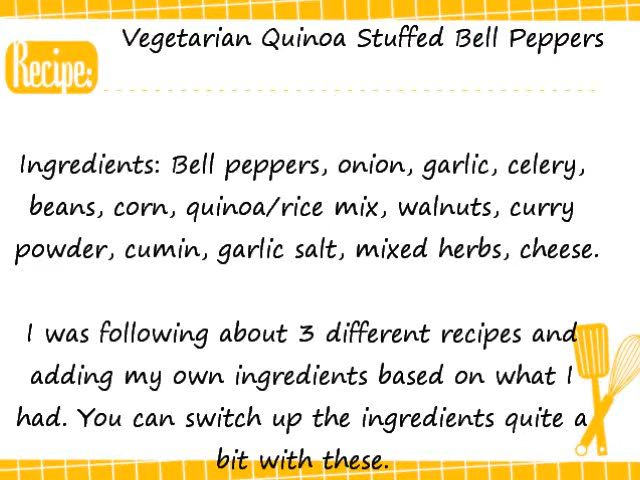 Vegetarian Quinoa Stuffed Bell Peppers
Recipe:
Ingredients: Bell peppers, onion, garlic, celery,
beans, corn, quinoa/rice mix, walnuts, curry
powder, cumin, garlic salt, mixed herbs, cheese.
I was following about 3 different recipes and
adding my own ingredients based on what I
had. You can switch up the ingredients quite a
bit with these.